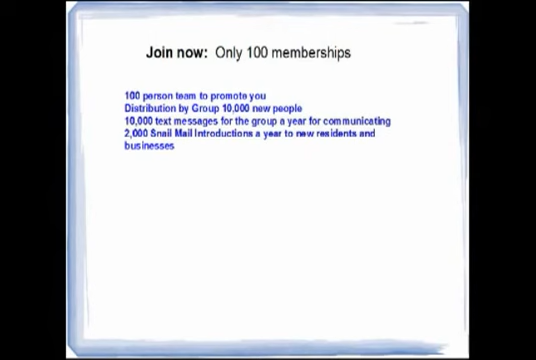 Join now: Only 100 memberships
100 person team to promote you
Distribution by Group 10,000 new people
10,000 text messages for the group a year for communicating
2,000 Snail Mail Introductions a year to new residents and
businesses